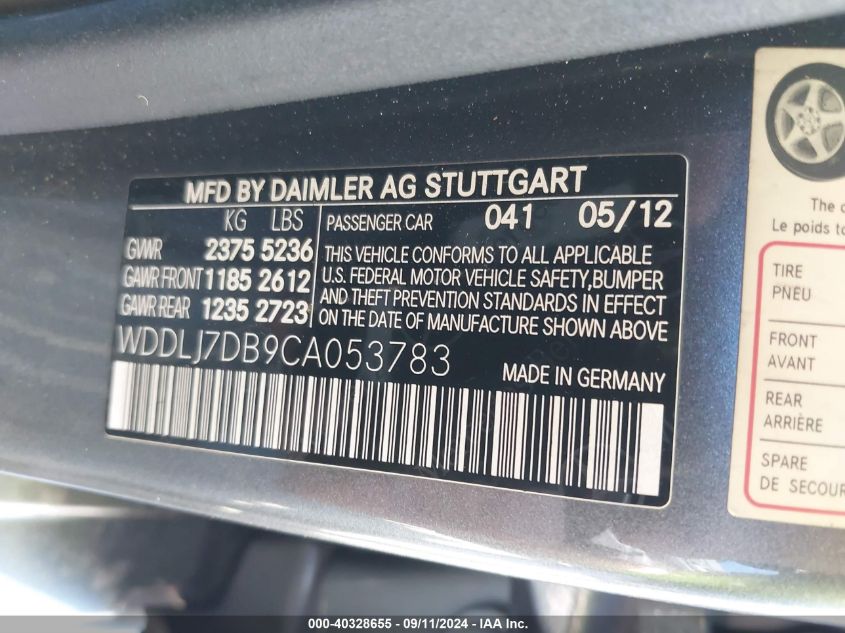 MFD BY DAIMLER AG STUTTGART
KG LBS
GVWR 2375 5236
GAWR FRONT 1185 2612
GAWR REAR 1235 2723
PASSENGER CAR 041 05/12
THIS VEHICLE CONFORMS TO ALL APPLICABLE
U.S. FEDERAL MOTOR VEHICLE SAFETY,BUMPER
AND THEFT PREVENTION STANDARDS IN EFFECT
ON THE DATE OF MANUFACTURE SHOWN ABOVE
WDDLJ7DB9CA053783
MADE IN GERMANY
The
Le poids
TIRE
PNEU
FRONT
AVANT
REAR
ARRIÈRE
SPARE
DE SECOUR
000-40328655 - 09/11/2024 - IAA Inc.